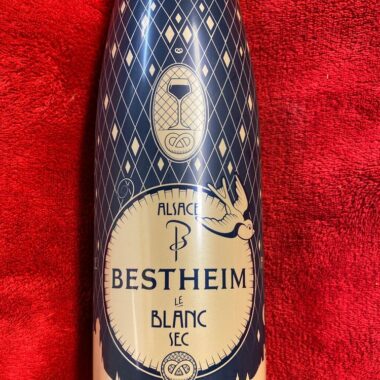 ALSACE
B
BESTHEIM
LE
BLANC
SEC